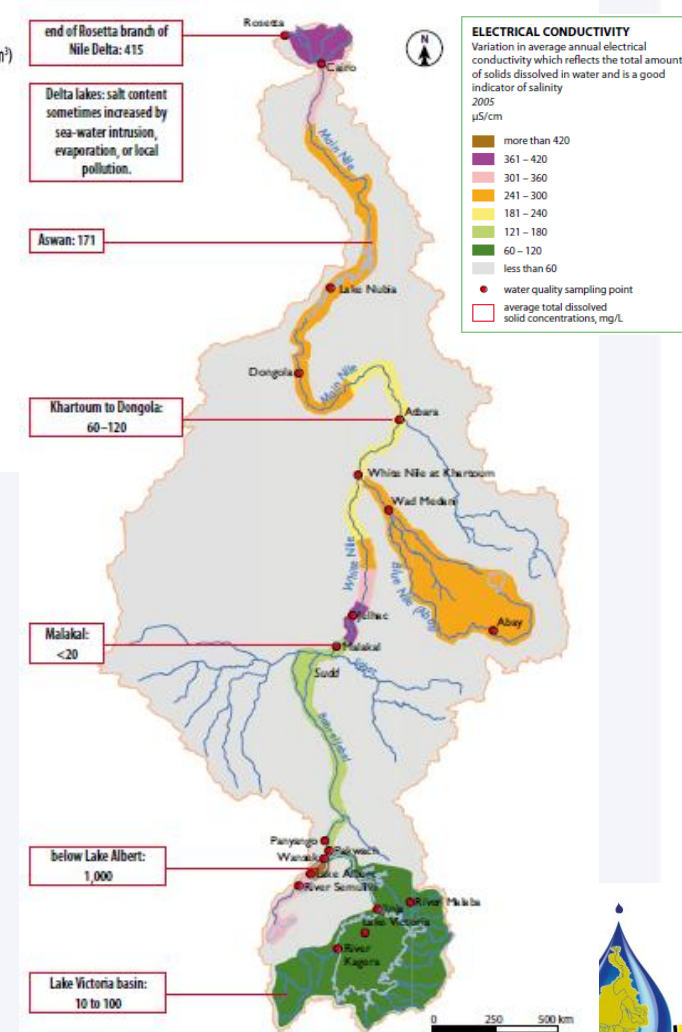 m³)
end of Rosetta branch of
Nile Delta: 415
Delta lakes: salt content
sometimes increased by
sea-water intrusion,
evaporation, or local
pollution.
Aswan: 171
Khartoum to Dongola:
60–120
Malakal:
<20
below Lake Albert:
1,000
Lake Victoria basin:
10 to 100
N
ELECTRICAL CONDUCTIVITY
Variation in average annual electrical
conductivity which reflects the total amount
of solids dissolved in water and is a good
indicator of salinity
2005
µS/cm
more than 420
361 – 420
301 – 360
241 – 300
181 – 240
121 – 180
60 – 120
less than 60
water quality sampling point
average total dissolved
solid concentrations, mg/L
Rosetta
Cairo
Main Nile
Lake Nubia
Dongola
Main Nile
Atbara
White Nile at Khartoum
Wad Medani
White Nile
Blue Nile (Abay)
Abay
Malakal
Sudd
Panyango
Pakwach
Wanseko
Lake Albert
River Semuliki
River Malaba
Jinja
Lake Victoria
River
Kagera
0 250 500 km